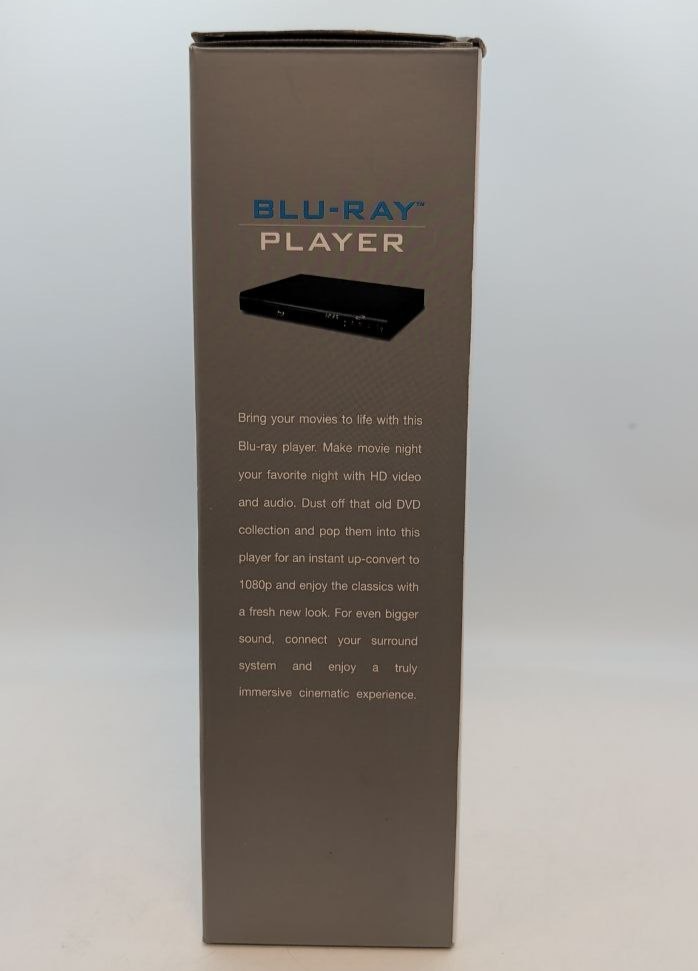 BLU-RAY™
PLAYER
Bring your movies to life with this
Blu-ray player. Make movie night
your favorite night with HD video
and audio. Dust off that old DVD
collection and pop them into this
player for an instant up-convert to
1080p and enjoy the classics with
a fresh new look. For even bigger
sound, connect your surround
system and enjoy a truly
immersive cinematic experience.